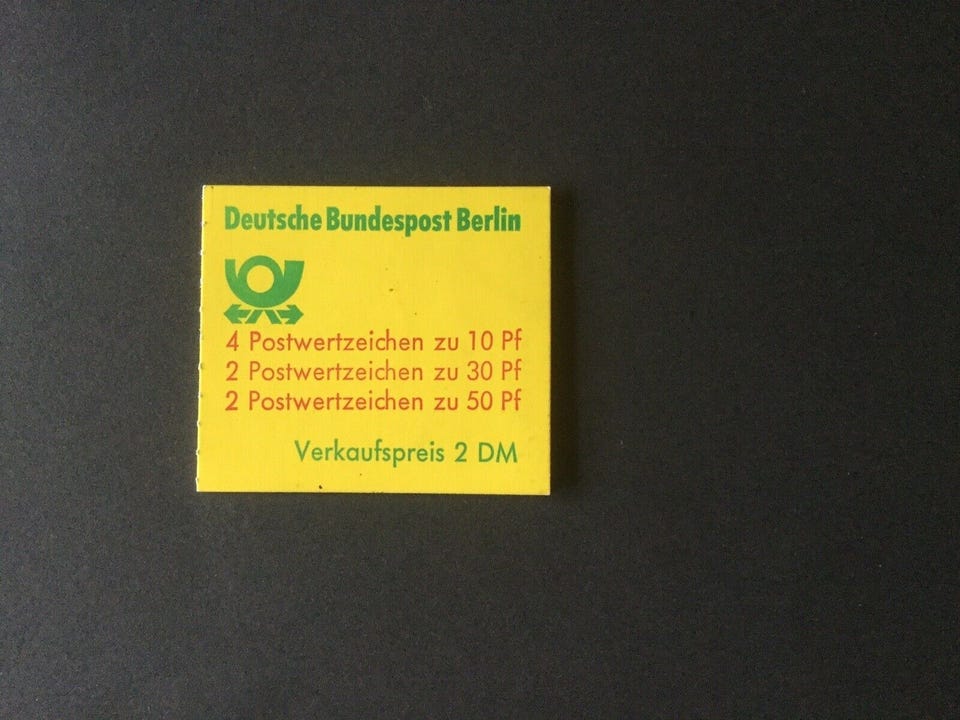 Deutsche Bundespost Berlin
4 Postwertzeichen zu 10 Pf
2 Postwertzeichen zu 30 Pf
2 Postwertzeichen zu 50 Pf
Verkaufspreis 2 DM